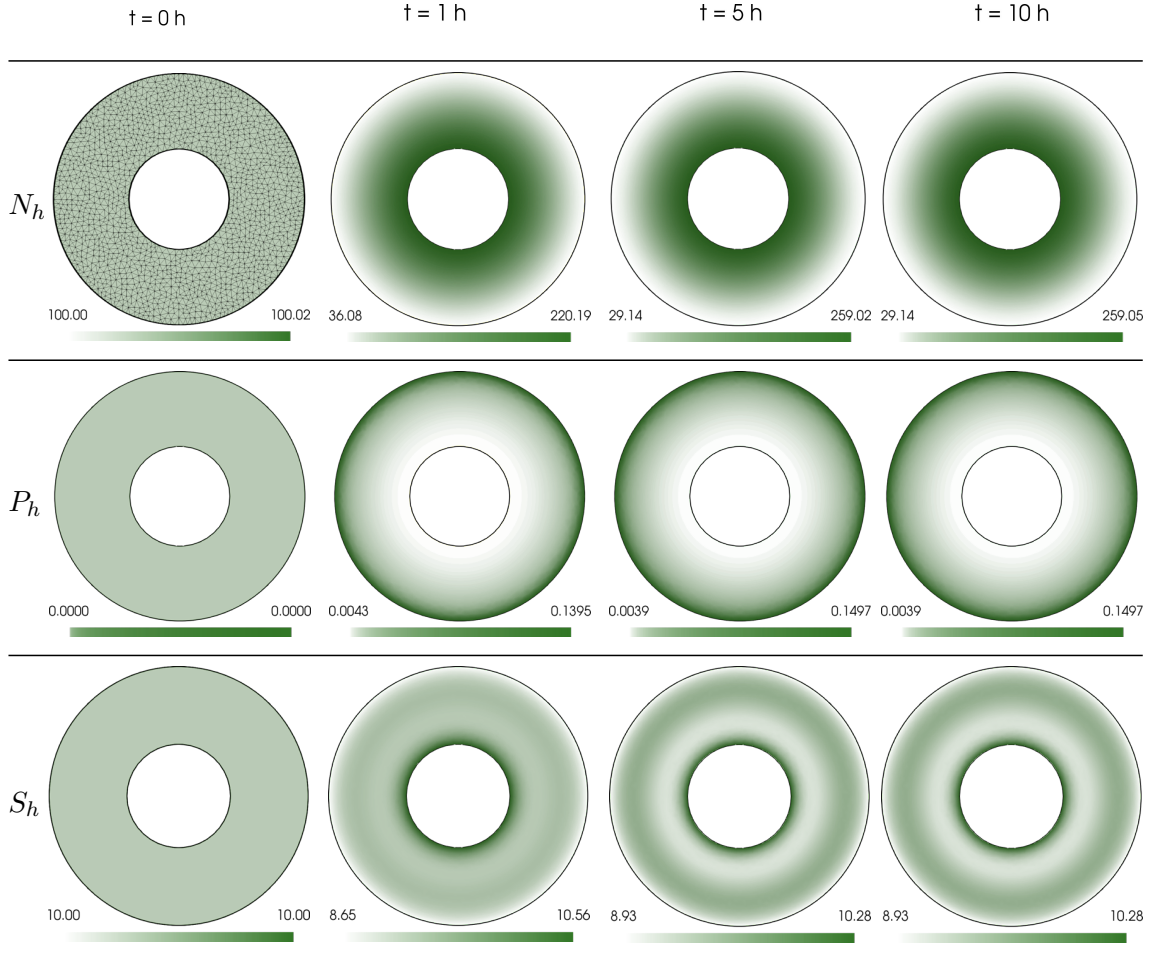 t = 0 h t = 1 h t = 5 h t = 10 h
N_h
100.00 100.02 36.08 220.19 29.14 259.02 29.14 259.05
P_h
0.0000 0.0000 0.0043 0.1395 0.0039 0.1497 0.0039 0.1497
S_h
10.00 10.00 8.65 10.56 8.93 10.28 8.93 10.28